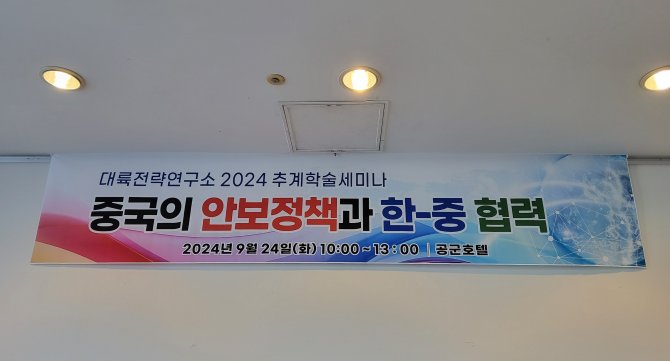 대륙전략연구소 2024 추계학술세미나
중국의 안보정책과 한-중 협력
2024년 9월 24일(화) 10:00 ~ 13 : 00 | 공군호텔